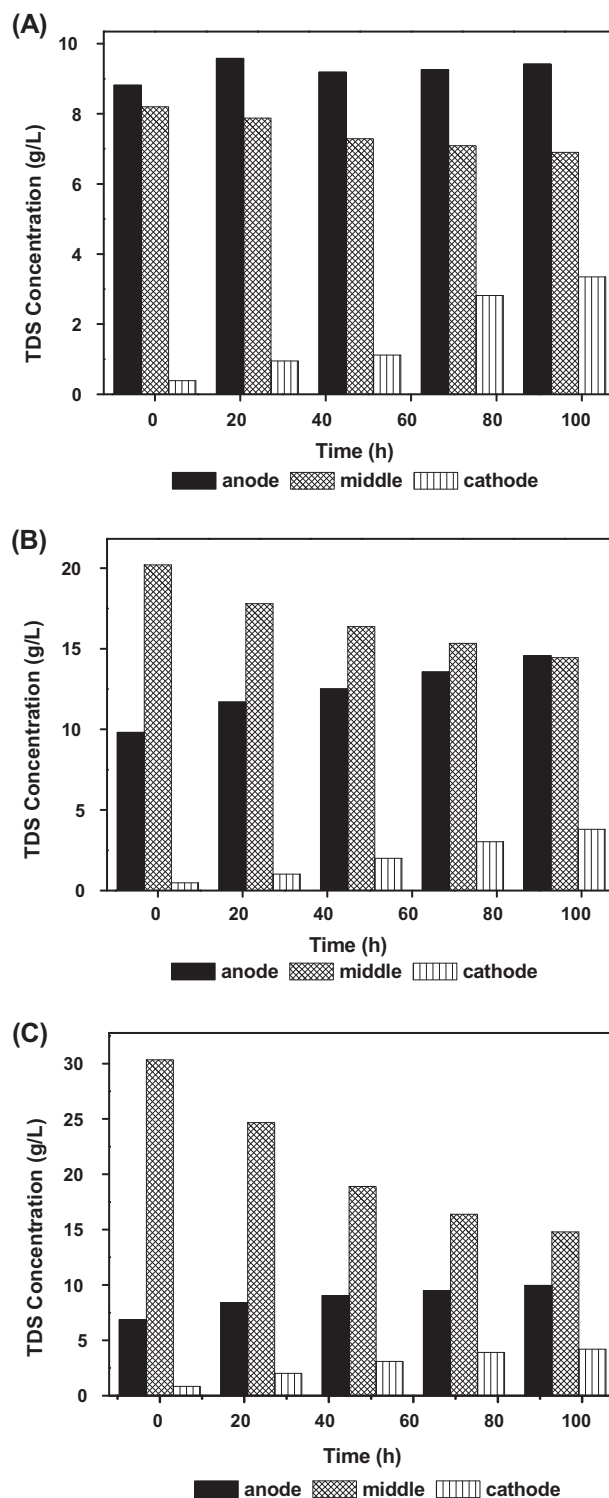 (A)
10
8
6
4
2
0
TDS Concentration (g/L)
0 20 40 60 80 100
Time (h)
anode middle cathode
(B)
20
15
10
5
0
TDS Concentration (g/L)
0 20 40 60 80 100
Time (h)
anode middle cathode
(C)
30
25
20
15
10
5
0
TDS Concentration (g/L)
0 20 40 60 80 100
Time (h)
anode middle cathode